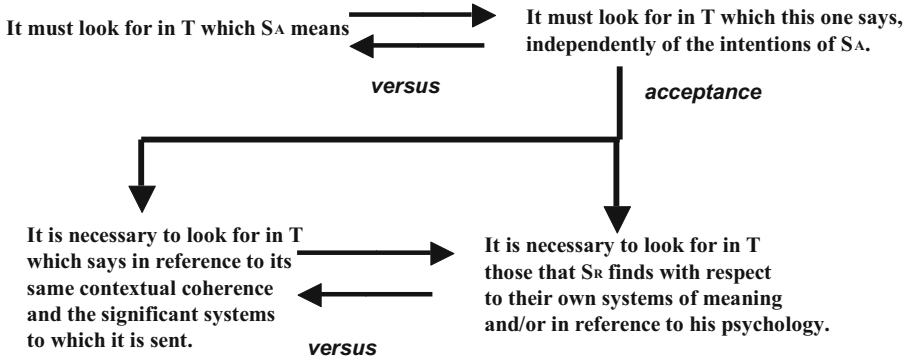 It must look for in T which SA means
It must look for in T which this one says,
independently of the intentions of SA.
versus
acceptance
It is necessary to look for in T
which says in reference to its
same contextual coherence
and the significant systems
to which it is sent.
It is necessary to look for in T
those that SR finds with respect
to their own systems of meaning
and/or in reference to his psychology.
versus